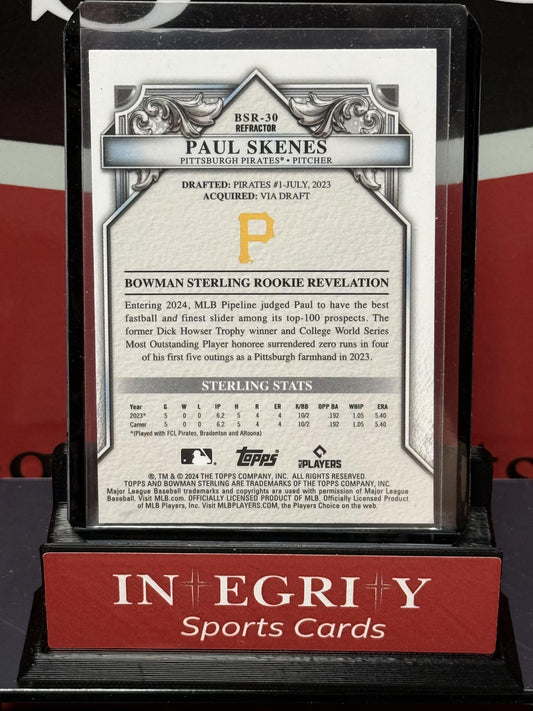 BSR-30
REFRACTOR
PAUL SKENES
PITTSBURGH PIRATES® • PITCHER
DRAFTED: PIRATES #1-JULY, 2023
ACQUIRED: VIA DRAFT
P
BOWMAN STERLING ROOKIE REVELATION
Entering 2024, MLB Pipeline judged Paul to have the best
fastball and finest slider among its top-100 prospects. The
former Dick Howser Trophy winner and College World Series
Most Outstanding Player honoree surrendered zero runs in four
of his first five outings as a Pittsburgh farmhand in 2023.
STERLING STATS
Year G W L IP H R ER K/BB OPP BA WHIP ERA
2023* 5 0 0 6.2 5 4 4 10/2 .192 1.05 5.40
Career 5 0 0 6.2 5 4 4 10/2 .192 1.05 5.40
*(Played with FCL Pirates, Bradenton and Altoona)
Topps
MLB PLAYERS
®, TM & © 2024 THE TOPPS COMPANY, INC. ALL RIGHTS RESERVED.
TOPPS AND BOWMAN STERLING ARE TRADEMARKS OF THE TOPPS COMPANY, INC.
Major League Baseball trademarks and copyrights are used with permission of Major League
Baseball. Visit MLB.com. OFFICIALLY LICENSED PRODUCT OF MLB. Officially Licensed Product
of MLB Players, Inc. Visit MLBPLAYERS.COM, the Players Choice on the web.
INTEGRITY
Sports Cards